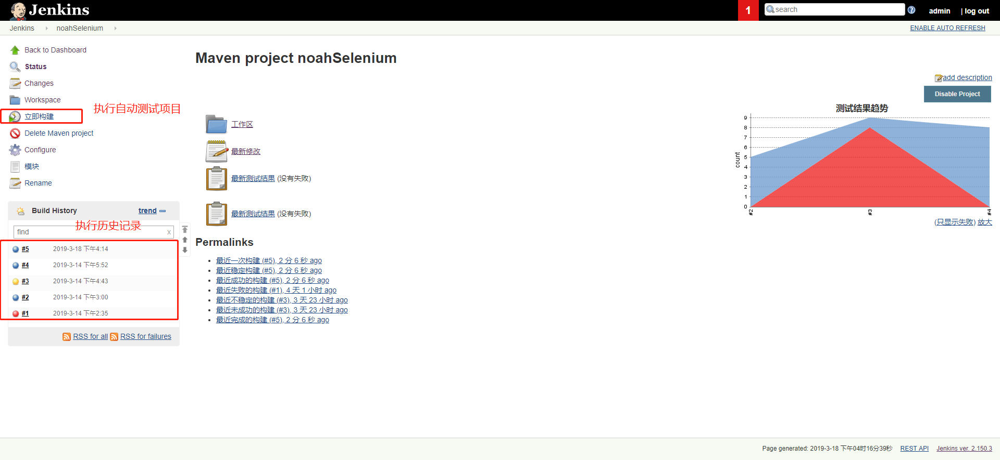 Jenkins
1
search
admin
| log out
Jenkins
noahSelenium
ENABLE AUTO REFRESH
Back to Dashboard
Status
Changes
Workspace
立即构建
执行自动测试项目
Delete Maven project
Configure
模块
Rename
Build History
trend
执行历史记录
find
x
#5 2019-3-18 下午4:14
#4 2019-3-14 下午5:52
#3 2019-3-14 下午4:43
#2 2019-3-14 下午3:00
#1 2019-3-14 下午2:35
RSS for all RSS for failures
Maven project noahSelenium
add description
Disable Project
工作区
最新修改
最新测试结果 (没有失败)
最新测试结果 (没有失败)
测试结果趋势
9
8
7
6
5
4
3
2
1
0
count
#2
#3
#4
(只显示失败) 放大
Permalinks
最近一次构建 (#5), 2 分 6 秒 ago
最近稳定构建 (#5), 2 分 6 秒 ago
最近成功的构建 (#5), 2 分 6 秒 ago
最近失败的构建 (#1), 4 天 1 小时 ago
最近不稳定的构建 (#3), 3 天 23 小时 ago
最近未成功的构建 (#3), 3 天 23 小时 ago
最近完成的构建 (#5), 2 分 6 秒 ago
Page generated: 2019-3-18 下午04时16分39秒
REST API
Jenkins ver. 2.150.3